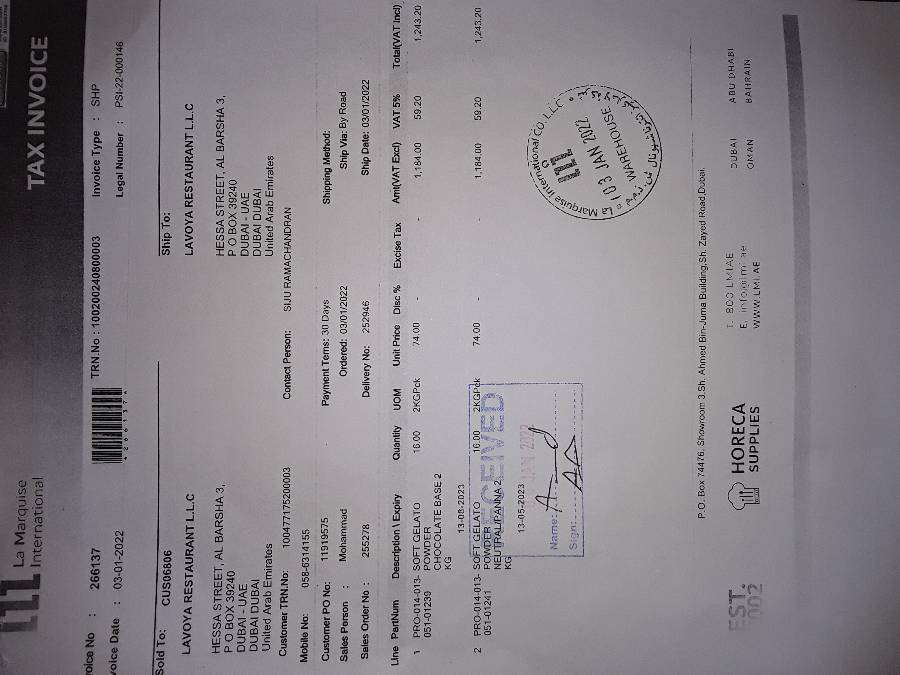 La Marquise
International
TAX INVOICE
voice No : 266137
TRN.No : 100200240800003
Invoice Type : SHP
voice Date : 03-01-2022
*266137*
Legal Number : PSI-22-000146
Sold To: CUS06806
Ship To:
LAVOYA RESTAURANT L.L.C
LAVOYA RESTAURANT L.L.C
HESSA STREET, AL BARSHA 3,
P O BOX 39240
DUBAI - UAE
DUBAI DUBAI
United Arab Emirates
HESSA STREET, AL BARSHA 3,
P O BOX 39240
DUBAI - UAE
DUBAI DUBAI
United Arab Emirates
Customer TRN.No: 100477175200003
Contact Person: SIJU RAMACHANDRAN
Mobile No: 058-6314155
Customer PO No: 11919575
Payment Tems: 30 Days
Shipping Method:
Sales Person : Mohammad
Ordered: 03/01/2022
Ship Via: By Road
Sales Order No : 255278
Delivery No: 252946
Ship Date: 03/01/2022
Line PartNum Description \ Expiry Quantity UOM Unit Price Disc % Excise Tax Amt(VAT Excl) VAT 5% Total(VAT Incl)
1 PRO-014-013- SOFT GELATO 16.00 2KGPck 74.00 - - 1,184.00 59.20 1,243.20
051-01239 POWDER
CHOCOLATE BASE 2
KG
13-08-2023
2 PRO-014-013- SOFT GELATO 16.00 2KGPck 74.00 - - 1,184.00 59.20 1,243.20
051-01241 POWDER
NEUTRAL/PANNA 2
KG
13-05-2023
RECEIVED
JAN 2022
Name:
Sign:
La Marquise International CO L.L.C
03 JAN 2022
WAREHOUSE
P.O. Box 74476, Showroom 3,Sh. Ahmed Bin-Juma Building,Sh. Zayed Road,Dubai.
EST.
002
HORECA
SUPPLIES
T. 800 LMIAE
E. info@lmi.ae
WWW.LMI.AE
DUBAI
OMAN
ABU DHABI
BAHRAIN